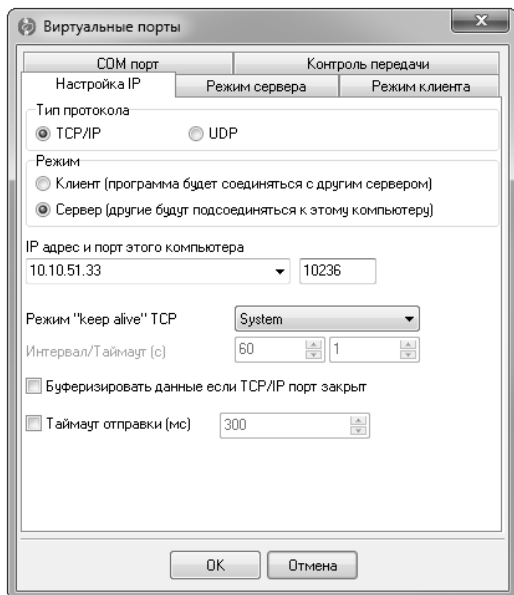 Виртуальные порты
COM порт Контроль передачи
Настройка IP Режим сервера Режим клиента
Тип протокола
TCP/IP UDP
Режим
Клиент (программа будет соединяться с другим сервером)
Сервер (другие будут подсоединяться к этому компьютеру)
IP адрес и порт этого компьютера
10.10.51.33 10236
Режим "keep alive" TCP System
Интервал/Таймаут (с) 60 1
Буферизировать данные если TCP/IP порт закрыт
Таймаут отправки (мс) 300
OK Отмена